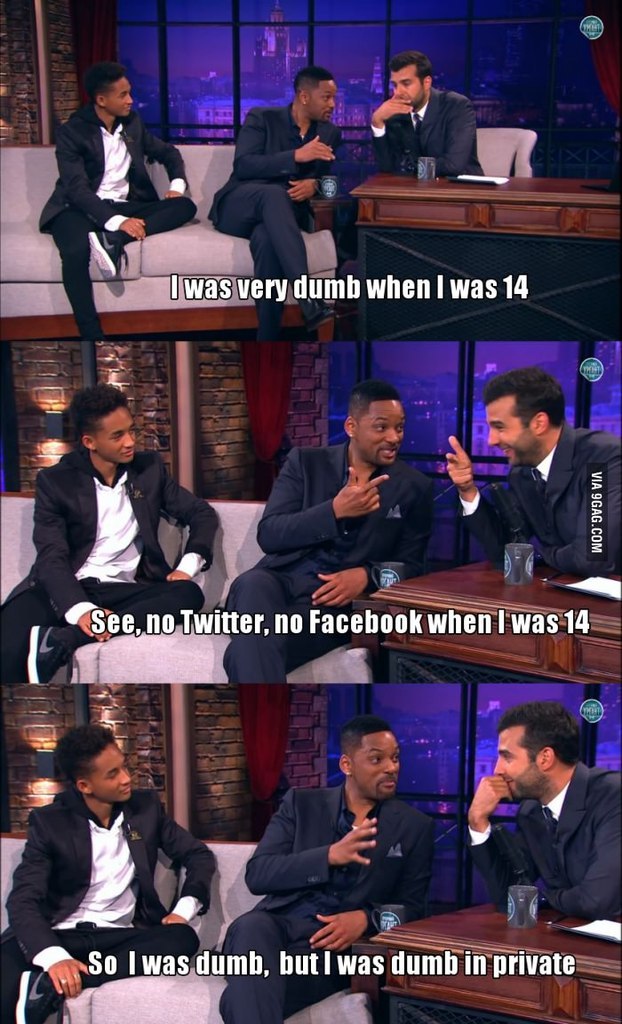 I was very dumb when I was 14
VIA 9GAG.COM
See, no Twitter, no Facebook when I was 14
So I was dumb, but I was dumb in private